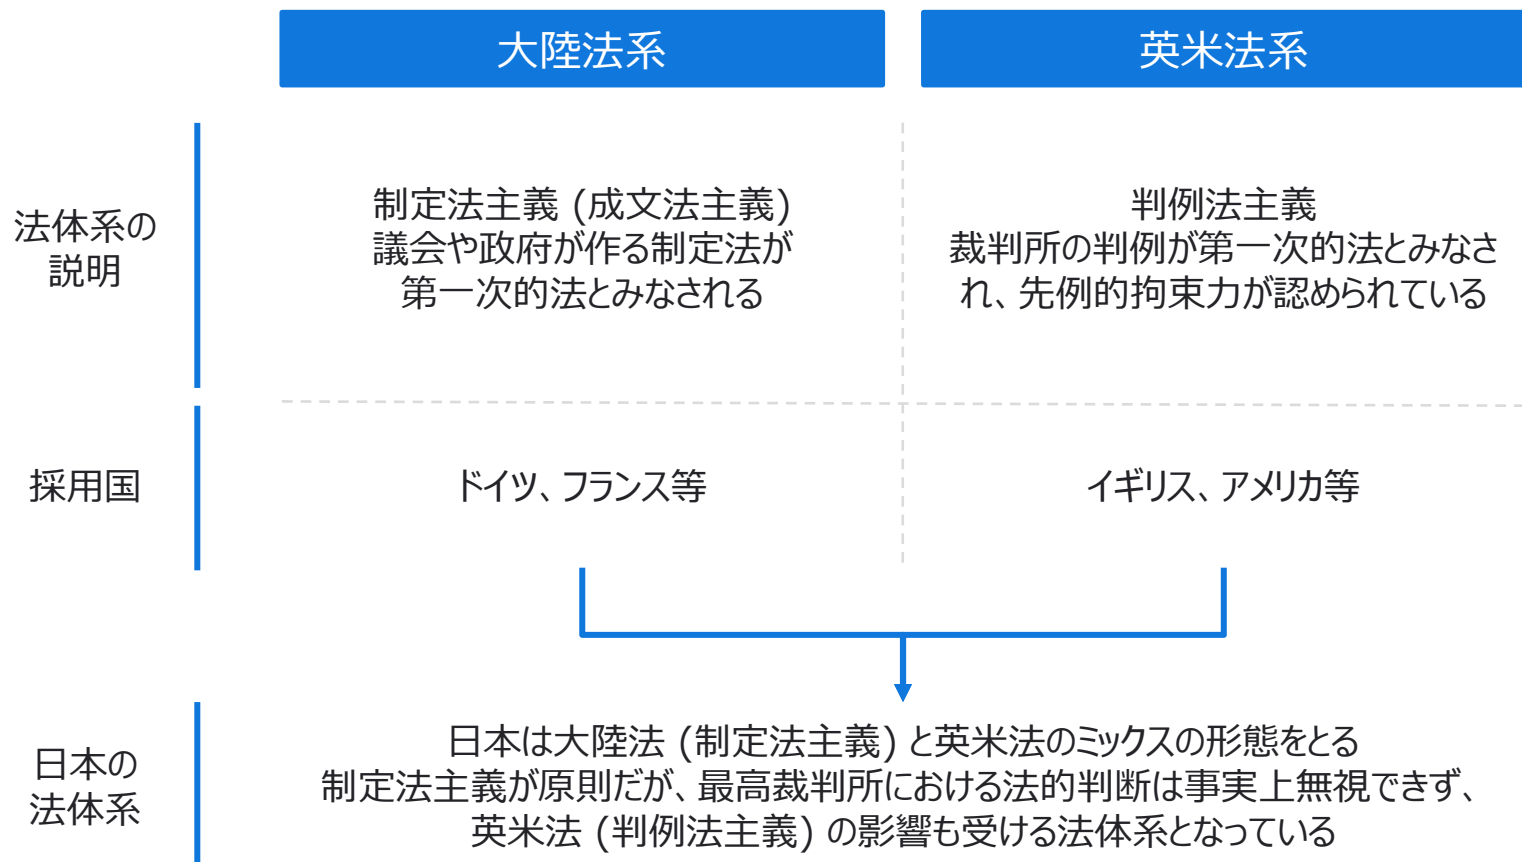 大陸法系
英米法系
法体系の
説明
制定法主義 (成文法主義)
議会や政府が作る制定法が
第一次的法とみなされる
判例法主義
裁判所の判例が第一次的法とみなさ
れ、先例的拘束力が認められている
採用国
ドイツ、フランス等
イギリス、アメリカ等
日本の
法体系
日本は大陸法 (制定法主義) と英米法のミックスの形態をとる
制定法主義が原則だが、最高裁判所における法的判断は事実上無視できず、
英米法 (判例法主義) の影響も受ける法体系となっている